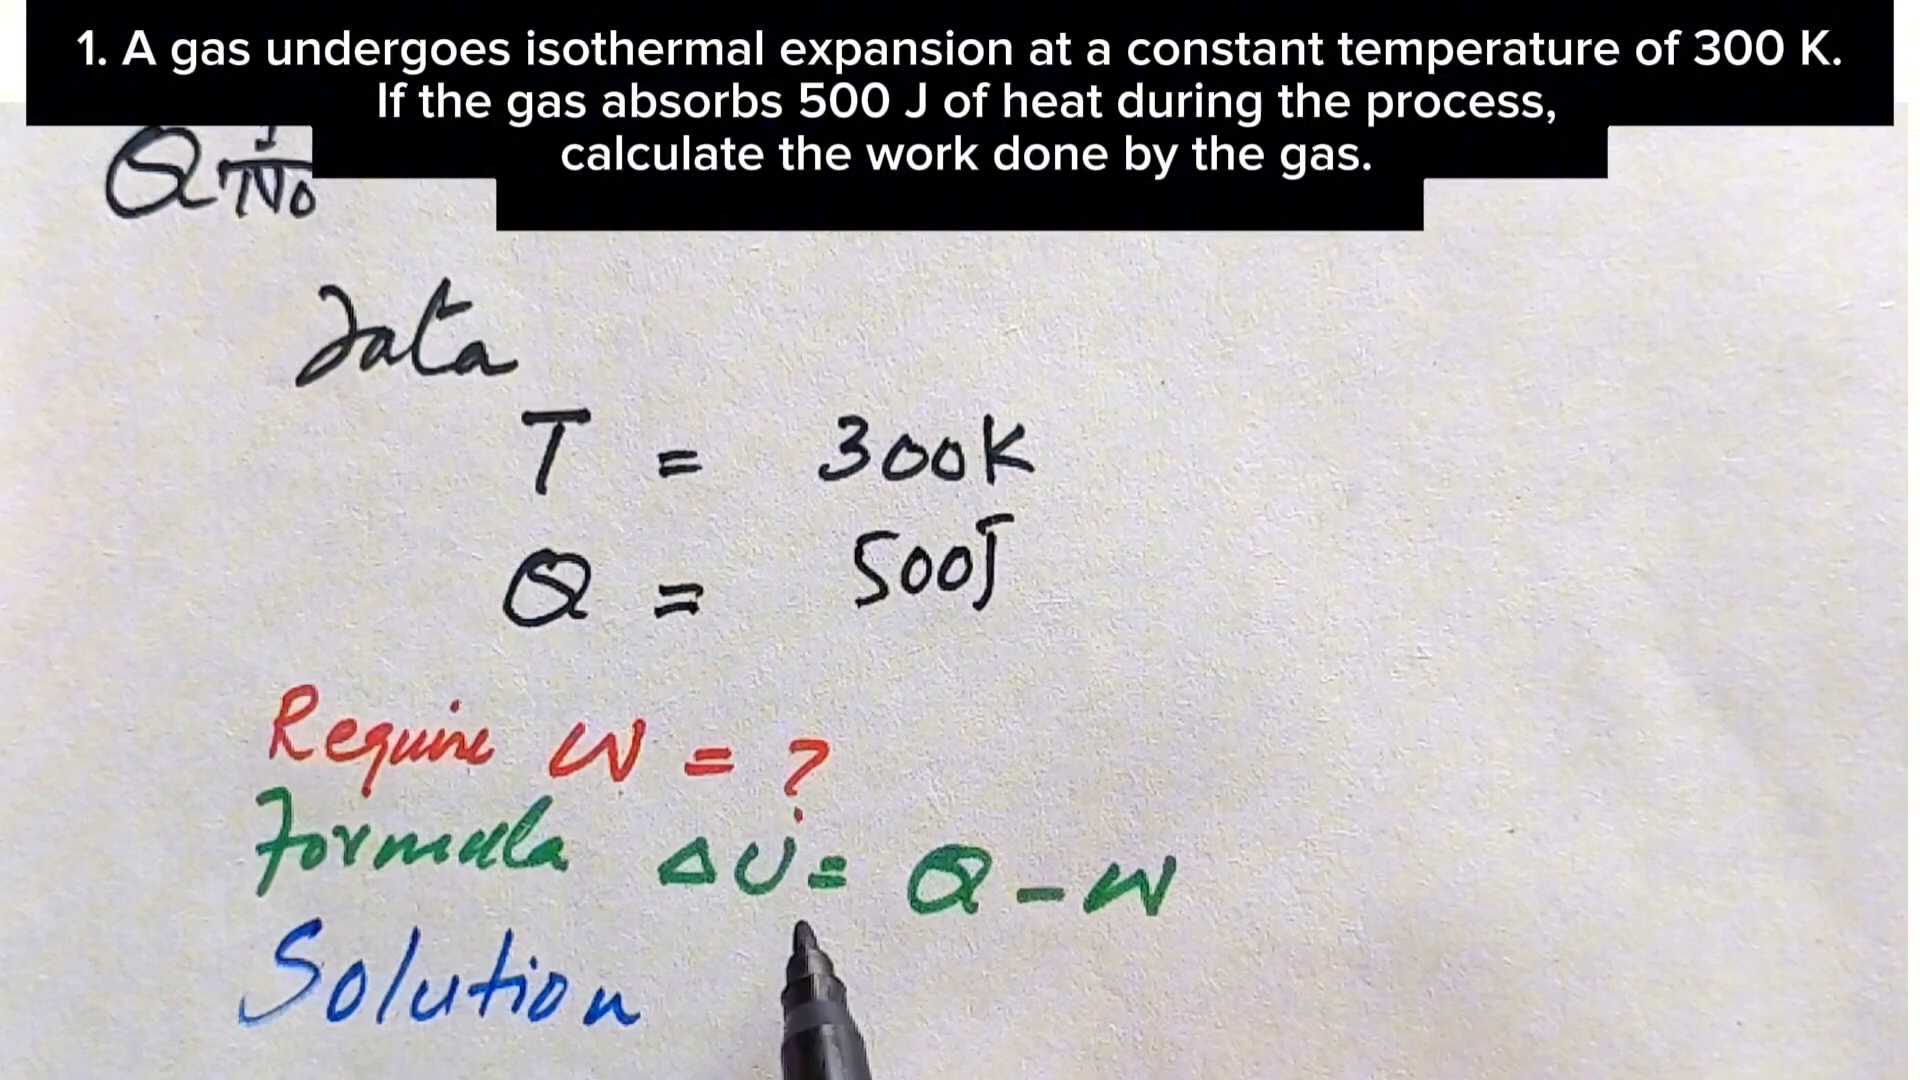 1. A gas undergoes isothermal expansion at a constant temperature of 300 K.
If the gas absorbs 500 J of heat during the process,
calculate the work done by the gas.
Q No
Data
T = 300K
Q = 500J
Require W = ?
Formula ΔU = Q - W
Solution